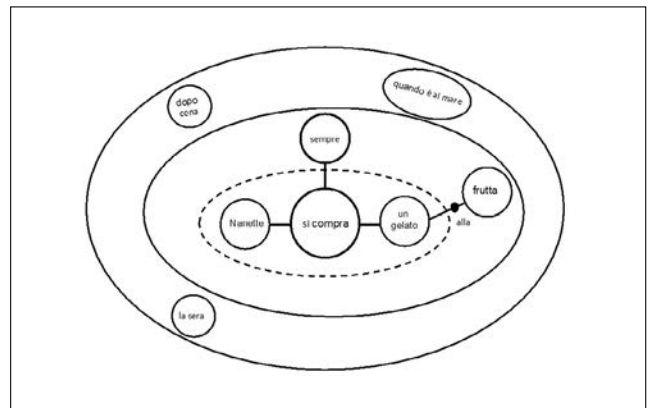 dopo
cena
quando è al mare
sempre
frutta
Nanette
si compra
un
gelato
alla
la sera